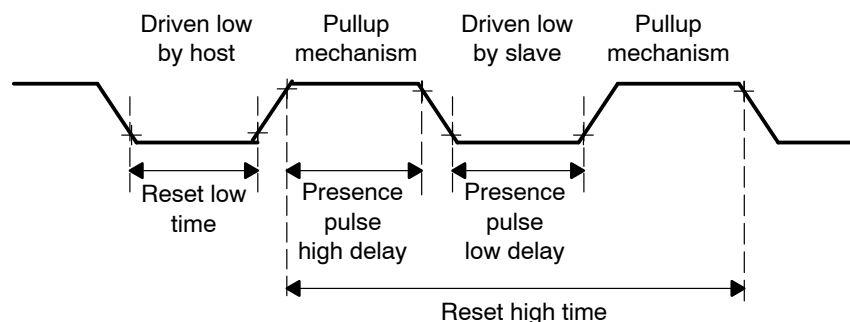 Driven low
by host
Pullup
mechanism
Driven low
by slave
Pullup
mechanism
Reset low
time
Presence
pulse
high delay
Presence
pulse
low delay
Reset high time